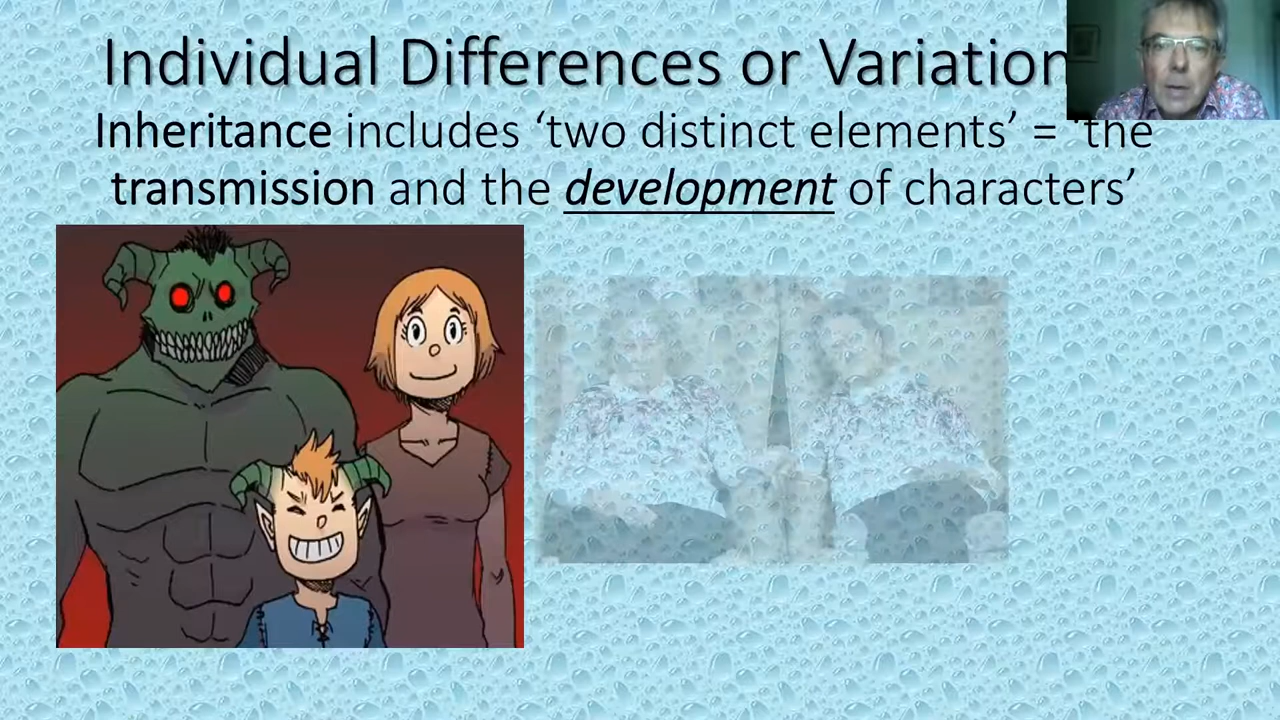 Individual Differences or Variation
Inheritance includes ‘two distinct elements’ = ‘the
transmission and the development of characters’